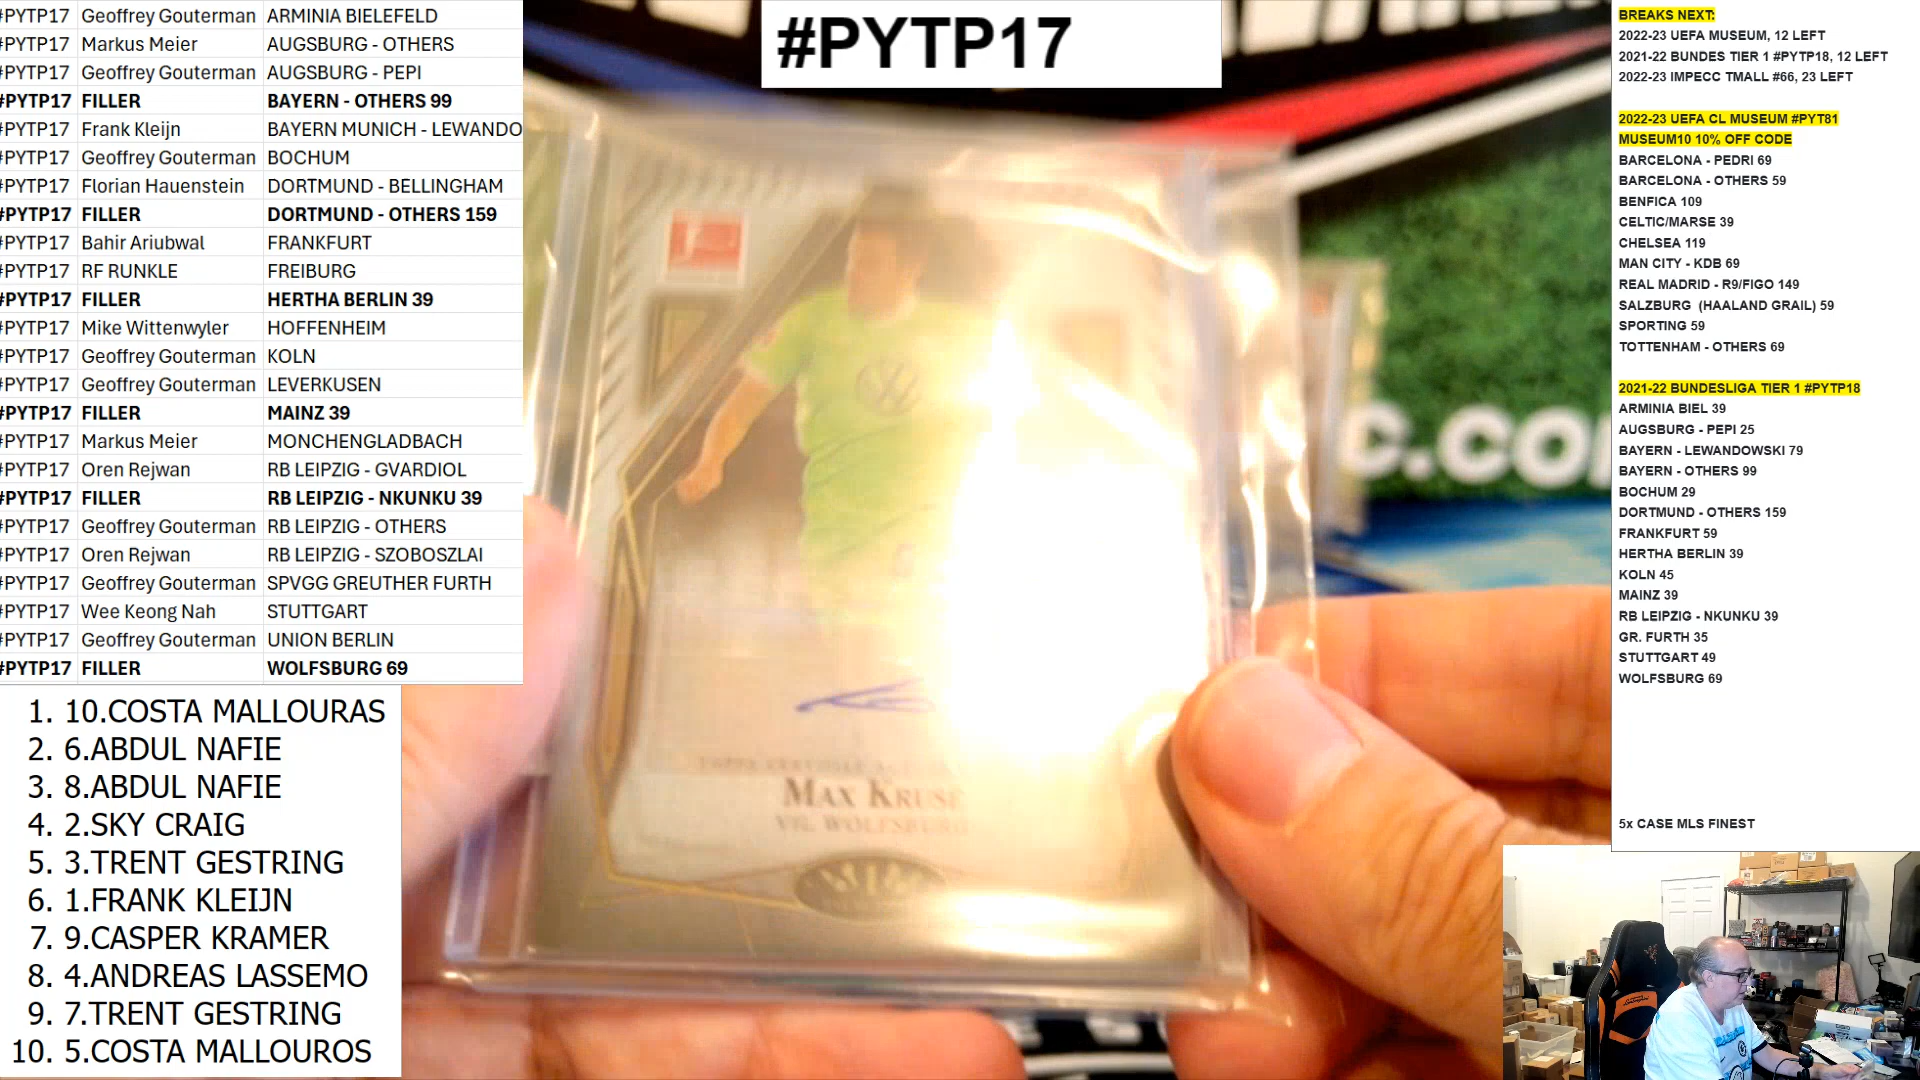 #PYTP17 Geoffrey Gouterman ARMINIA BIELEFELD
#PYTP17 Markus Meier AUGSBURG - OTHERS
#PYTP17 Geoffrey Gouterman AUGSBURG - PEPI
#PYTP17 FILLER BAYERN - OTHERS 99
#PYTP17 Frank Kleijn BAYERN MUNICH - LEWANDO
#PYTP17 Geoffrey Gouterman BOCHUM
#PYTP17 Florian Hauenstein DORTMUND - BELLINGHAM
#PYTP17 FILLER DORTMUND - OTHERS 159
#PYTP17 Bahir Ariubwal FRANKFURT
#PYTP17 RF RUNKLE FREIBURG
#PYTP17 FILLER HERTHA BERLIN 39
#PYTP17 Mike Wittenwyler HOFFENHEIM
#PYTP17 Geoffrey Gouterman KOLN
#PYTP17 Geoffrey Gouterman LEVERKUSEN
#PYTP17 FILLER MAINZ 39
#PYTP17 Markus Meier MONCHENGLADBACH
#PYTP17 Oren Rejwan RB LEIPZIG - GVARDIOL
#PYTP17 FILLER RB LEIPZIG - NKUNKU 39
#PYTP17 Geoffrey Gouterman RB LEIPZIG - OTHERS
#PYTP17 Oren Rejwan RB LEIPZIG - SZOBOSZLAI
#PYTP17 Geoffrey Gouterman SPVGG GREUTHER FURTH
#PYTP17 Wee Keong Nah STUTTGART
#PYTP17 Geoffrey Gouterman UNION BERLIN
#PYTP17 FILLER WOLFSBURG 69
1. 10.COSTA MALLOURAS
2. 6.ABDUL NAFIE
3. 8.ABDUL NAFIE
4. 2.SKY CRAIG
5. 3.TRENT GESTRING
6. 1.FRANK KLEIJN
7. 9.CASPER KRAMER
8. 4.ANDREAS LASSEMO
9. 7.TRENT GESTRING
10. 5.COSTA MALLOUROS
#PYTP17
C.CO
MAX KRUSE
VFL WOLFSBURG
BREAKS NEXT:
2022-23 UEFA MUSEUM, 12 LEFT
2021-22 BUNDES TIER 1 #PYTP18, 12 LEFT
2022-23 IMPECC TMALL #66, 23 LEFT
2022-23 UEFA CL MUSEUM #PYT81
MUSEUM10 10% OFF CODE
BARCELONA - PEDRI 69
BARCELONA - OTHERS 59
BENFICA 109
CELTIC/MARSE 39
CHELSEA 119
MAN CITY - KDB 69
REAL MADRID - R9/FIGO 149
SALZBURG (HAALAND GRAIL) 59
SPORTING 59
TOTTENHAM - OTHERS 69
2021-22 BUNDESLIGA TIER 1 #PYTP18
ARMINIA BIEL 39
AUGSBURG - PEPI 25
BAYERN - LEWANDOWSKI 79
BAYERN - OTHERS 99
BOCHUM 29
DORTMUND - OTHERS 159
FRANKFURT 59
HERTHA BERLIN 39
KOLN 45
MAINZ 39
RB LEIPZIG - NKUNKU 39
GR. FURTH 35
STUTTGART 49
WOLFSBURG 69
5x CASE MLS FINEST